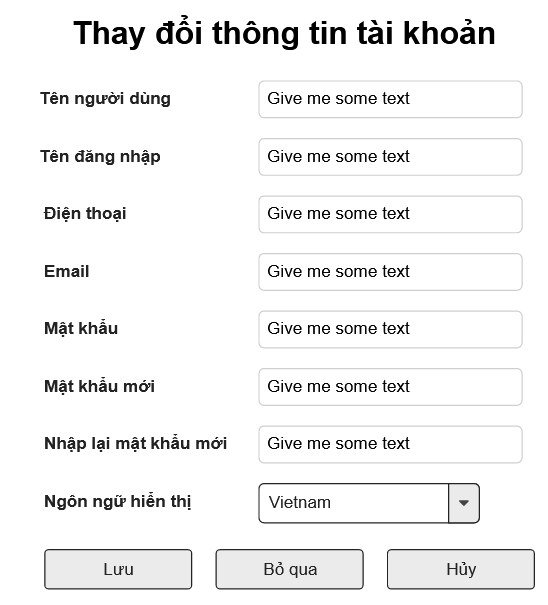 Thay đổi thông tin tài khoản
Tên người dùng Give me some text
Tên đăng nhập Give me some text
Điện thoại Give me some text
Email Give me some text
Mật khẩu Give me some text
Mật khẩu mới Give me some text
Nhập lại mật khẩu mới Give me some text
Ngôn ngữ hiển thị Vietnam
Lưu Bỏ qua Hủy